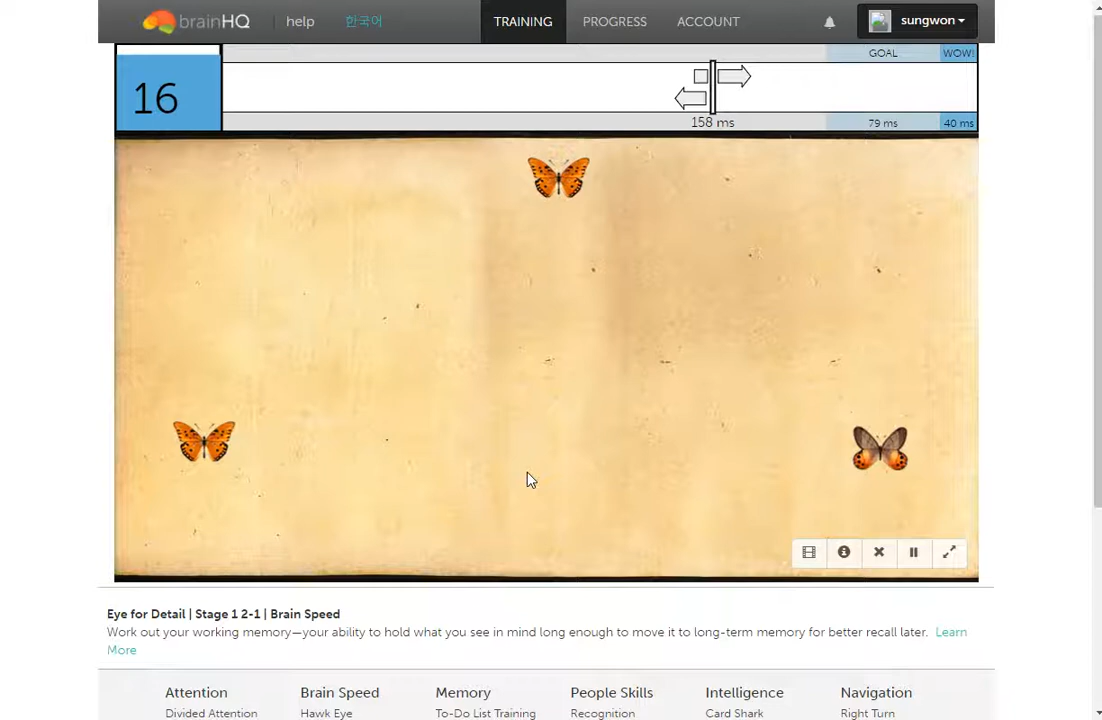 brainHQ
help
한국어
TRAINING
PROGRESS
ACCOUNT
sungwon
16
GOAL
WOW!
158 ms
79 ms
40 ms
Eye for Detail | Stage 1 2-1 | Brain Speed
Work out your working memory—your ability to hold what you see in mind long enough to move it to long-term memory for better recall later. Learn
More
Attention
Brain Speed
Memory
People Skills
Intelligence
Navigation
Divided Attention
Hawk Eye
To-Do List Training
Recognition
Card Shark
Right Turn